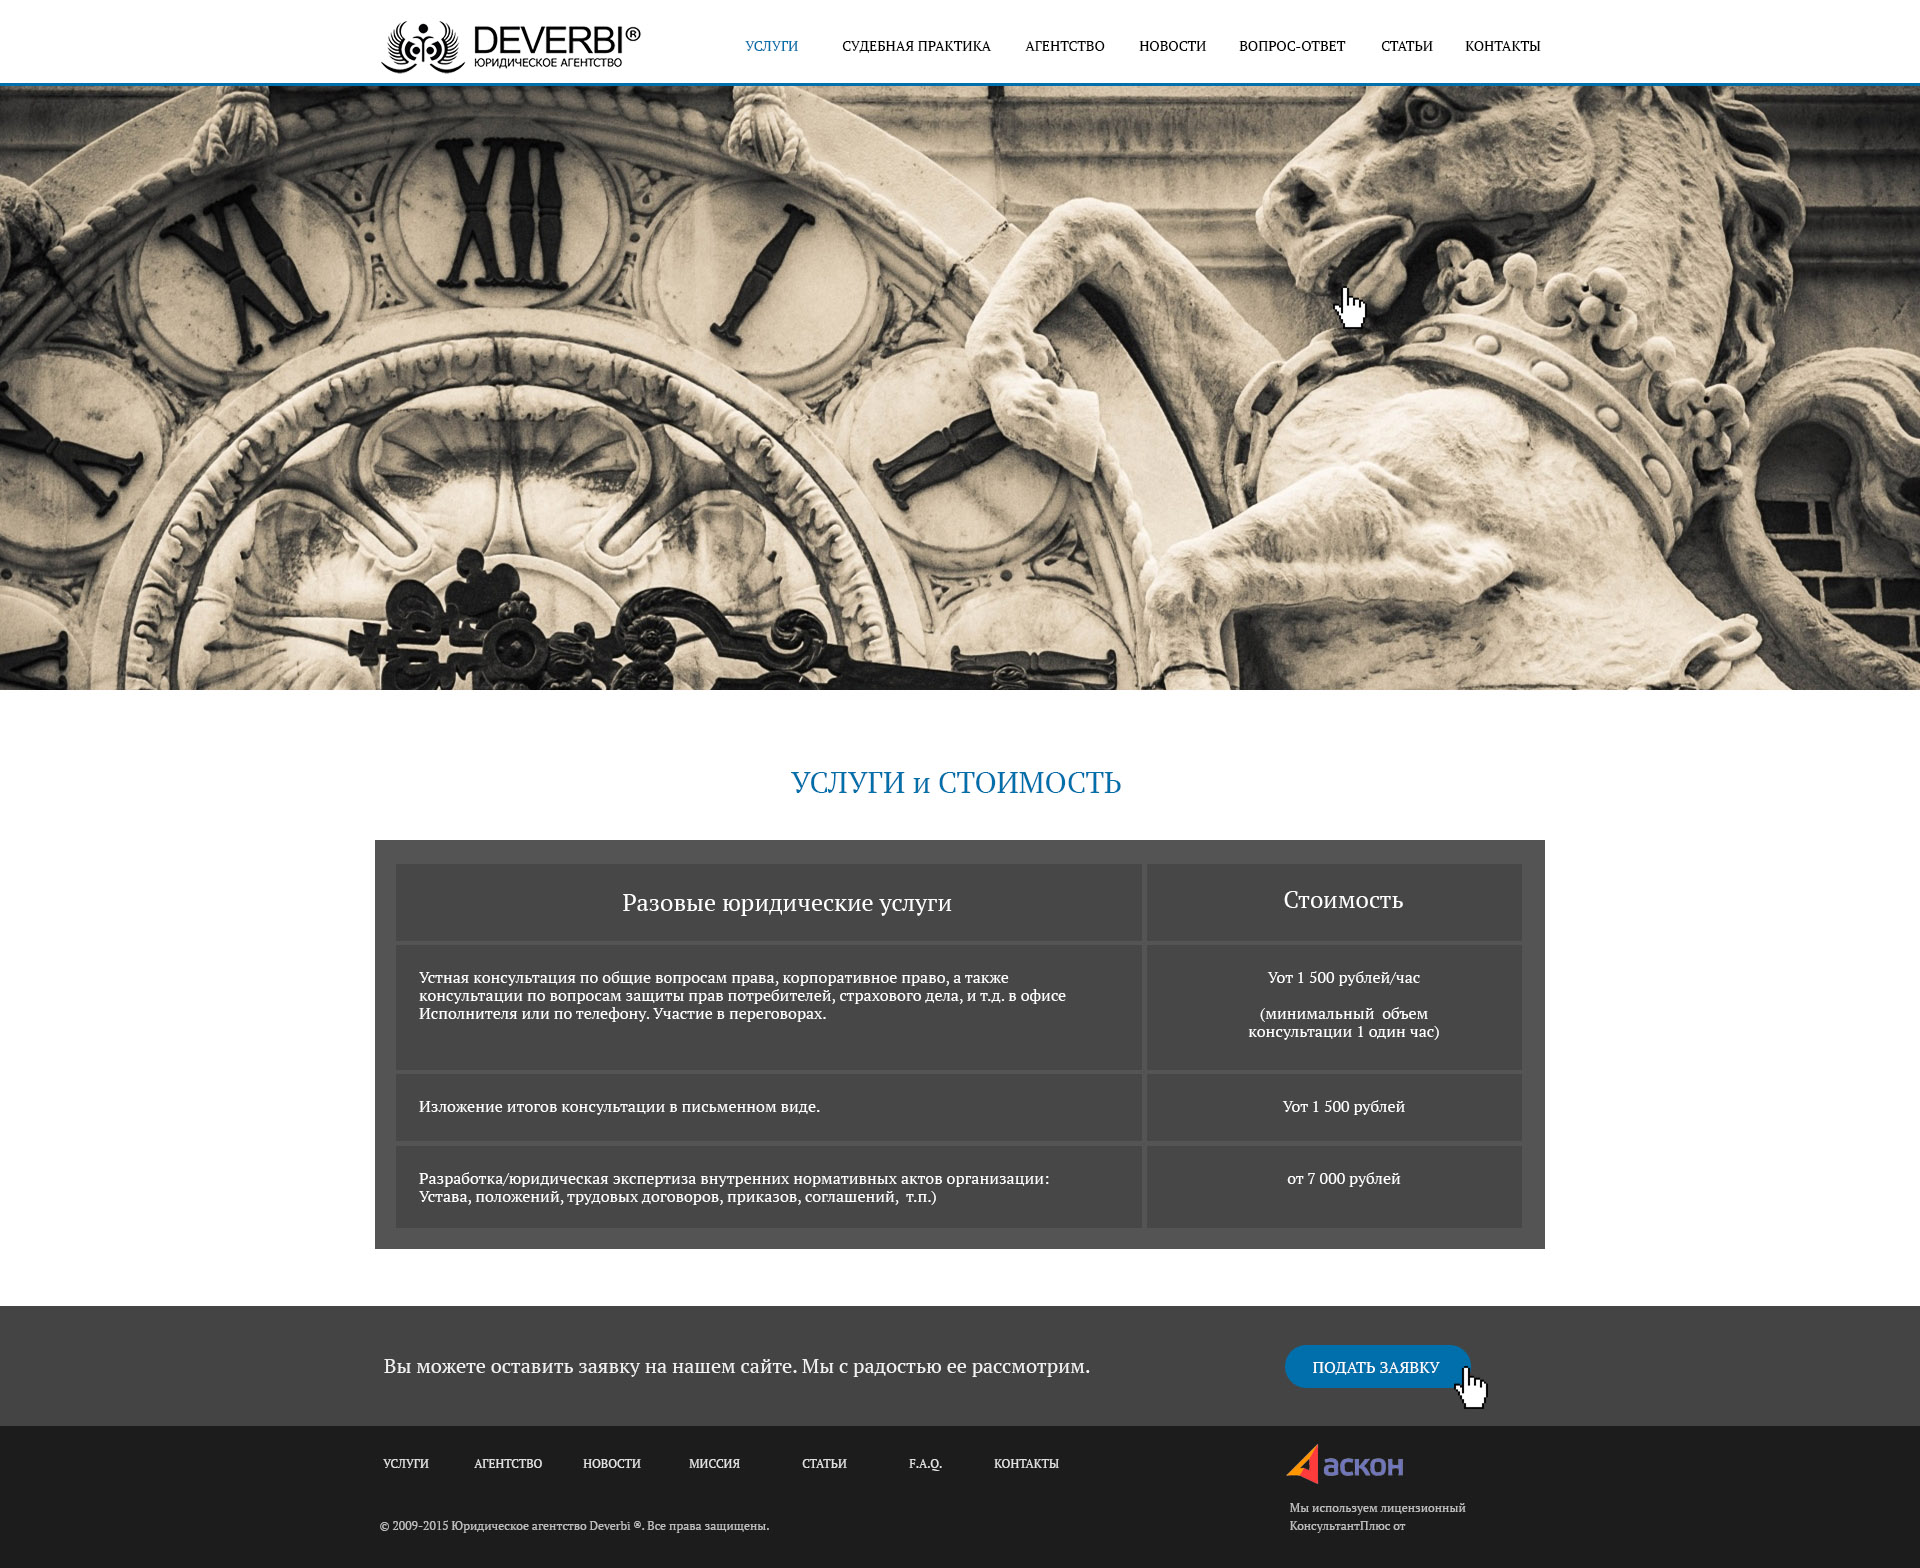 DEVERBI®
ЮРИДИЧЕСКОЕ АГЕНТСТВО
УСЛУГИ СУДЕБНАЯ ПРАКТИКА АГЕНТСТВО НОВОСТИ ВОПРОС-ОТВЕТ СТАТЬИ КОНТАКТЫ
XI XII I
УСЛУГИ и СТОИМОСТЬ
Разовые юридические услуги
Стоимость
Устная консультация по общие вопросам права, корпоративное право, а также
консультации по вопросам защиты прав потребителей, страхового дела, и т.д. в офисе
Исполнителя или по телефону. Участие в переговорах.
Уот 1 500 рублей/час
(минимальный объем
консультации 1 один час)
Изложение итогов консультации в письменном виде.
Уот 1 500 рублей
Разработка/юридическая экспертиза внутренних нормативных актов организации:
Устава, положений, трудовых договоров, приказов, соглашений, т.п.)
от 7 000 рублей
Вы можете оставить заявку на нашем сайте. Мы с радостью ее рассмотрим.
ПОДАТЬ ЗАЯВКУ
УСЛУГИ АГЕНТСТВО НОВОСТИ МИССИЯ СТАТЬИ F.A.Q. КОНТАКТЫ
аскон
Мы используем лицензионный
КонсультантПлюс от
© 2009-2015 Юридическое агентство Deverbi ®. Все права защищены.